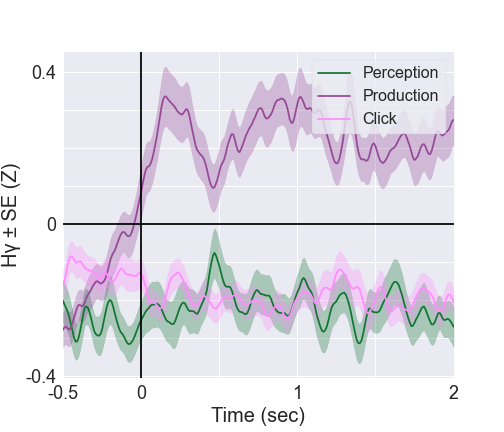 Perception
Production
Click
0.4
0
-0.4
Hγ ± SE (Z)
-0.5
0
1
2
Time (sec)